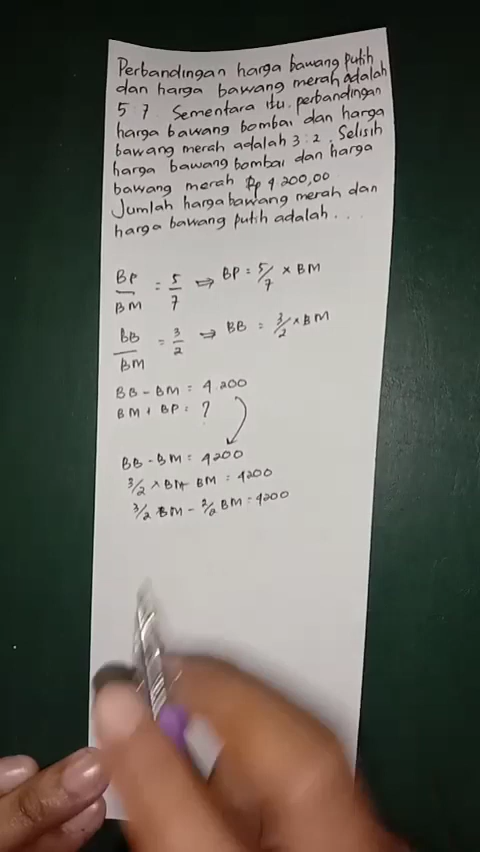 Perbandingan harga bawang putih
dan harga bawang merah adalah
5:7. Sementara itu, perbandingan
harga bawang bombai dan harga
bawang merah adalah 3:2. Selisih
harga bawang bombai dan harga
bawang merah Rp 4.200,00
Jumlah harga bawang merah dan
harga bawang putih adalah...
BP/BM = 5/7 ⇒ BP = 5/7 × BM
BB/BM = 3/2 ⇒ BB = 3/2 × BM
BB - BM = 4.200
BM + BP = ?
BB - BM = 4200
3/2 × BM - BM = 4200
3/2 BM - 2/2 BM = 4200